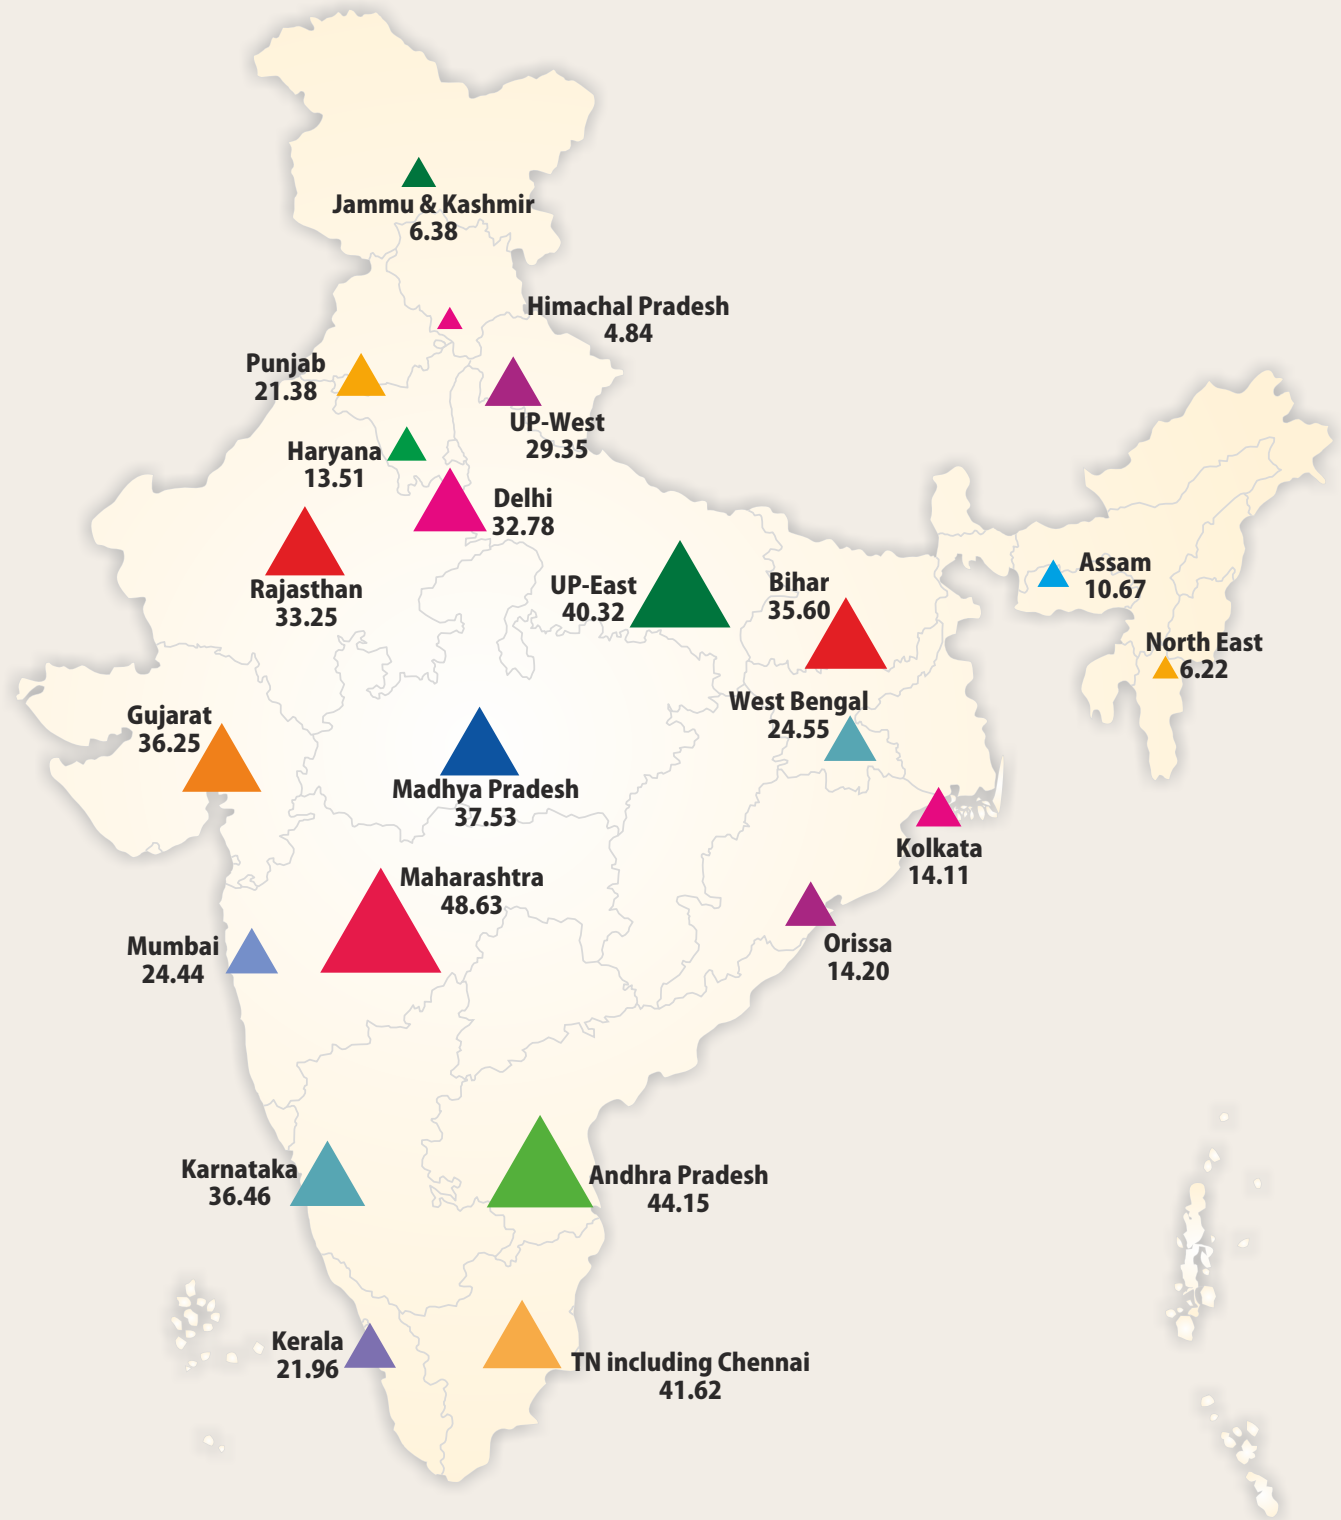 Jammu & Kashmir
6.38
Himachal Pradesh
4.84
Punjab
21.38
UP-West
29.35
Haryana
13.51
Delhi
32.78
Rajasthan
33.25
UP-East
40.32
Bihar
35.60
Assam
10.67
North East
6.22
West Bengal
24.55
Gujarat
36.25
Madhya Pradesh
37.53
Kolkata
14.11
Maharashtra
48.63
Mumbai
24.44
Orissa
14.20
Karnataka
36.46
Andhra Pradesh
44.15
Kerala
21.96
TN including Chennai
41.62